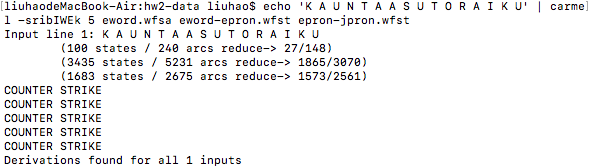 [liuhaodeMacBook-Air:hw2-data liuhao$ echo 'K A U N T A A S U T O R A I K U' | carme]
l -sribIWEk 5 eword.wfsa eword-epron.wfst epron-jpron.wfst
Input line 1: K A U N T A A S U T O R A I K U
(100 states / 240 arcs reduce-> 27/148)
(3435 states / 5231 arcs reduce-> 1865/3070)
(1683 states / 2675 arcs reduce-> 1573/2561)
COUNTER STRIKE
COUNTER STRIKE
COUNTER STRIKE
COUNTER STRIKE
COUNTER STRIKE
Derivations found for all 1 inputs